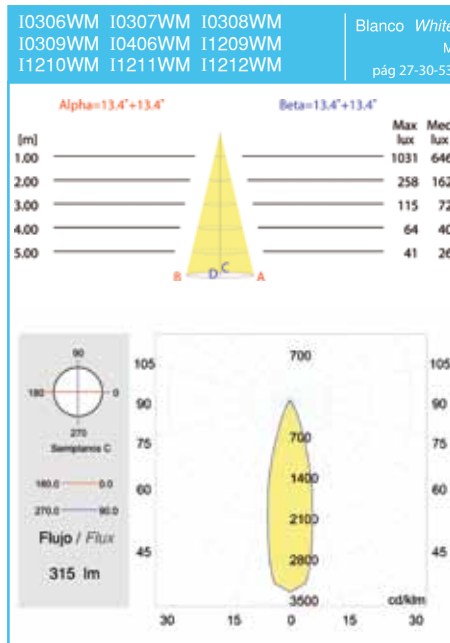 I0306WM I0307WM I0308WM
I0309WM I0406WM I1209WM
I1210WM I1211WM I1212WM
Blanco White
M
pág 27-30-53
Alpha=13.4°+13.4°
Beta=13.4°+13.4°
[m] Max lux Med lux
1.00 1031 646
2.00 258 162
3.00 115 72
4.00 64 40
5.00 41 26
B D C A
90
180 0
270
Semiplanos C
180.0 0.0
270.0 90.0
Flujo / Flux
315 lm
700
105 105
90 90
700
75 75
1400
60 60
2100
45 45
2800
3500 cd/klm
30 15 0 15 30